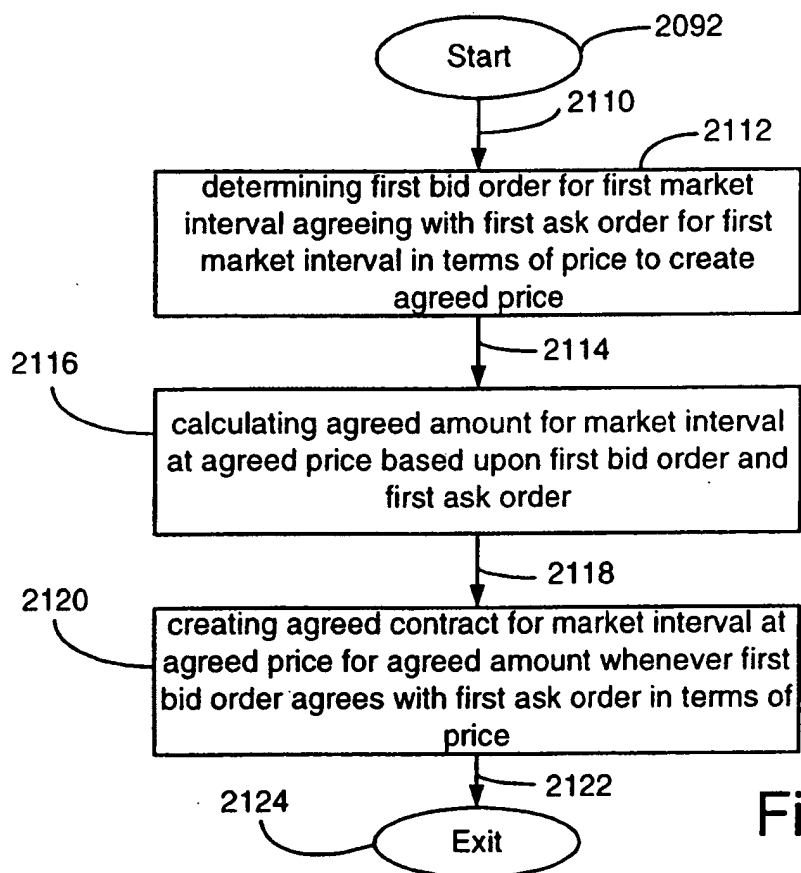 Start
2092
2110
2112
determining first bid order for first market
interval agreeing with first ask order for first
market interval in terms of price to create
agreed price
2114
2116
calculating agreed amount for market interval
at agreed price based upon first bid order and
first ask order
2118
2120
creating agreed contract for market interval at
agreed price for agreed amount whenever first
bid order agrees with first ask order in terms of
price
2122
2124
Exit
Fi